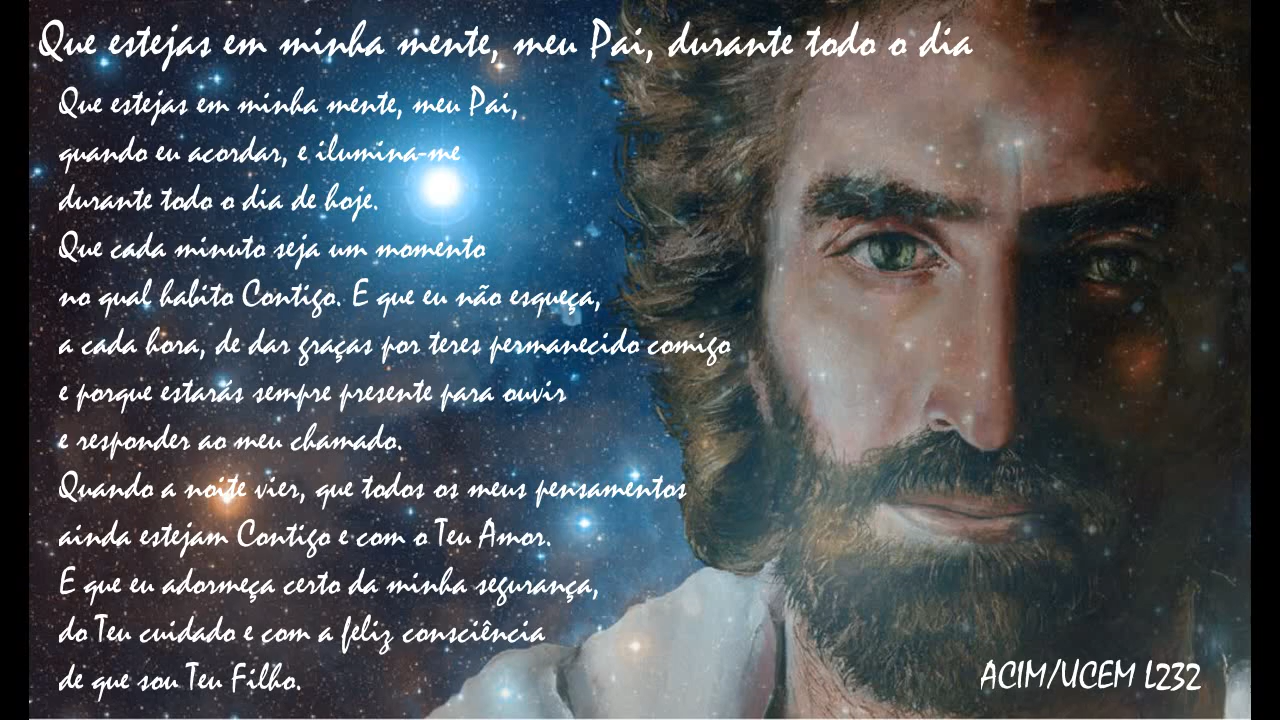 Que estejas em minha mente, meu Pai, durante todo o dia
Que estejas em minha mente, meu Pai,
quando eu acordar, e ilumina-me
durante todo o dia de hoje.
Que cada minuto seja um momento
no qual habito Contigo. E que eu não esqueça,
a cada hora, de dar graças por teres permanecido comigo
e porque estarás sempre presente para ouvir
e responder ao meu chamado.
Quando a noite vier, que todos os meus pensamentos
ainda estejam Contigo e com o Teu Amor.
E que eu adormeça certo da minha segurança,
do Teu cuidado e com a feliz consciência
de que sou Teu Filho.
ACIM/UCEM L232